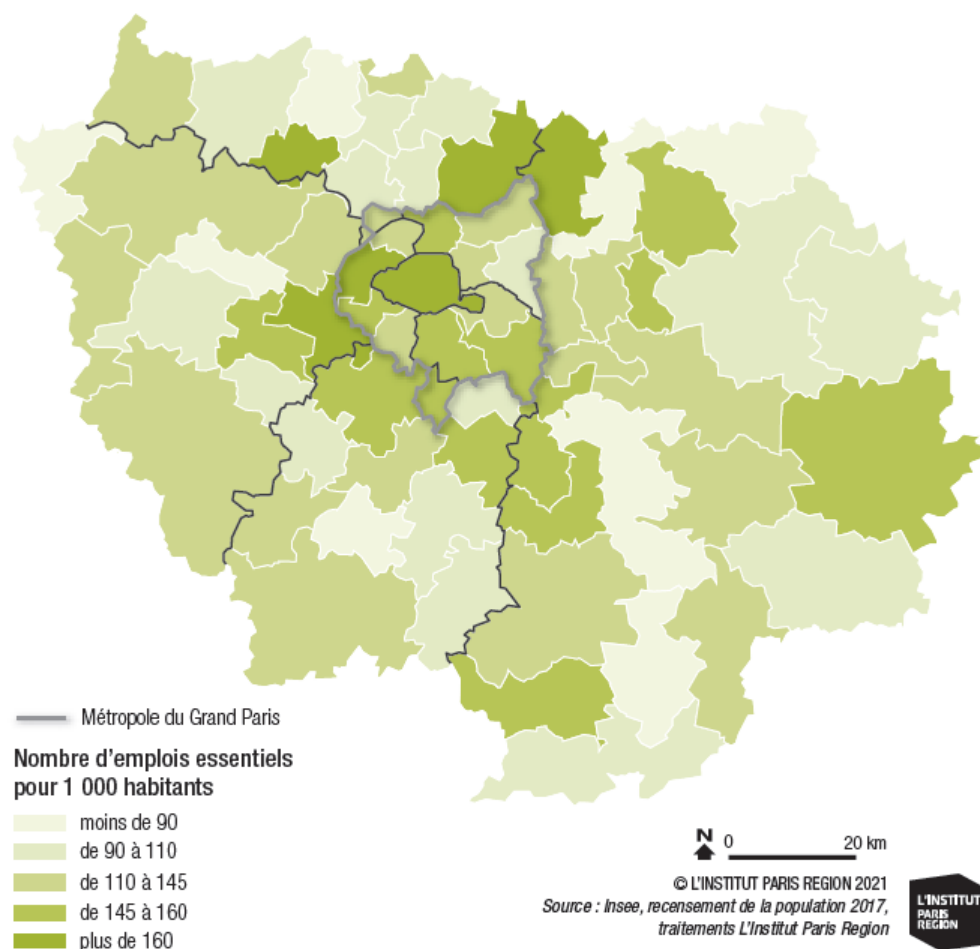 Métropole du Grand Paris
Nombre d'emplois essentiels
pour 1 000 habitants
moins de 90
de 90 à 110
de 110 à 145
de 145 à 160
plus de 160
N 0 20 km
© L'INSTITUT PARIS REGION 2021
Source : Insee, recensement de la population 2017,
traitements L'Institut Paris Region
L'INSTITUT
PARIS
REGION